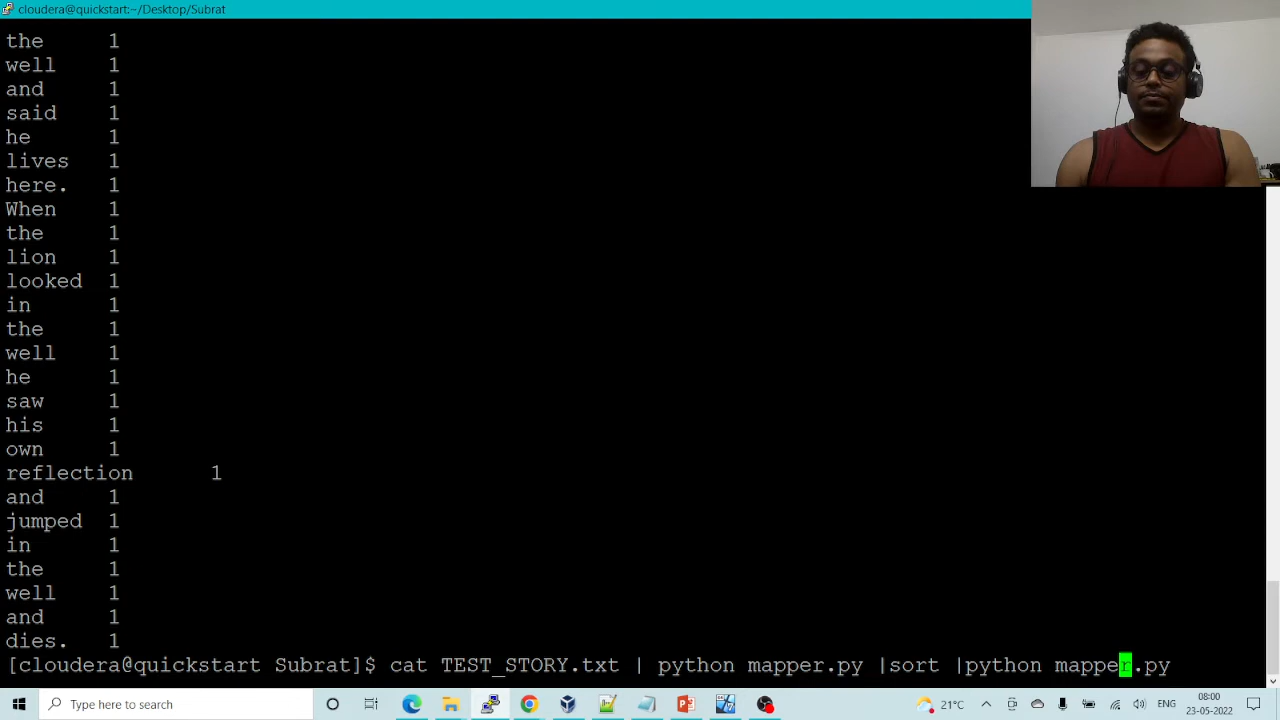 cloudera@quickstart:~/Desktop/Subrat
the 1
well 1
and 1
said 1
he 1
lives 1
here. 1
When 1
the 1
lion 1
looked 1
in 1
the 1
well 1
he 1
saw 1
his 1
own 1
reflection 1
and 1
jumped 1
in 1
the 1
well 1
and 1
dies. 1
[cloudera@quickstart Subrat]$ cat TEST_STORY.txt | python mapper.py |sort |python mapper.py
Type here to search
21°C
ENG
08:00
23-05-2022